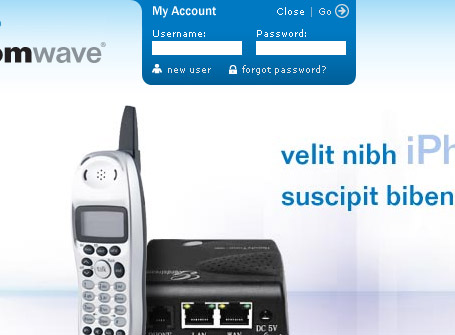 My Account
Close | Go
Username:
Password:
new user
forgot password?
omwave®
velit nibh iPh
suscipit biben
talk
LAN
WAN
DC 5V